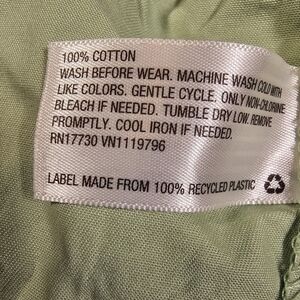 100% COTTON
WASH BEFORE WEAR. MACHINE WASH COLD WITH
LIKE COLORS. GENTLE CYCLE. ONLY NON-CHLORINE
BLEACH IF NEEDED. TUMBLE DRY LOW. REMOVE
PROMPTLY. COOL IRON IF NEEDED.
RN17730 VN1119796
LABEL MADE FROM 100% RECYCLED PLASTIC